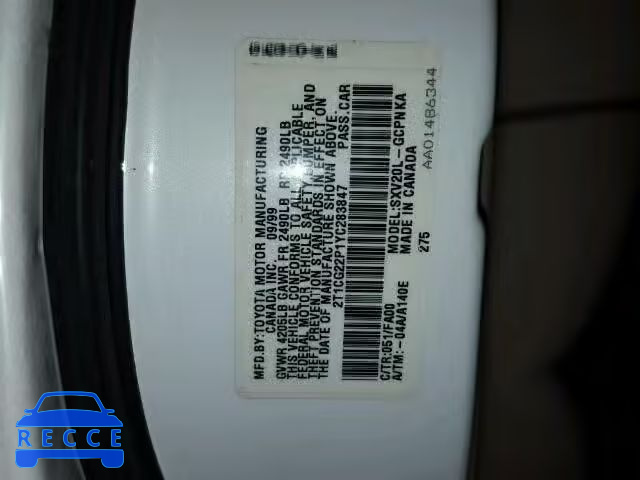 MFD.BY:TOYOTA MOTOR MANUFACTURING
CANADA INC. 09/99
GVWR 4205LB GAWR FR 2490LB RR 2490LB
THIS VEHICLE CONFORMS TO ALL APPLICABLE
FEDERAL MOTOR VEHICLE SAFETY, BUMPER, AND
THEFT PREVENTION STANDARDS IN EFFECT ON
THE DATE OF MANUFACTURE SHOWN ABOVE.
2T1CG22P1YC283847 PASS.CAR
C/TR:051/FA00 MODEL:SXV20L-GCPNKA
A/TM:-04A/A140E MADE IN CANADA
275
AA01486344
RECCE